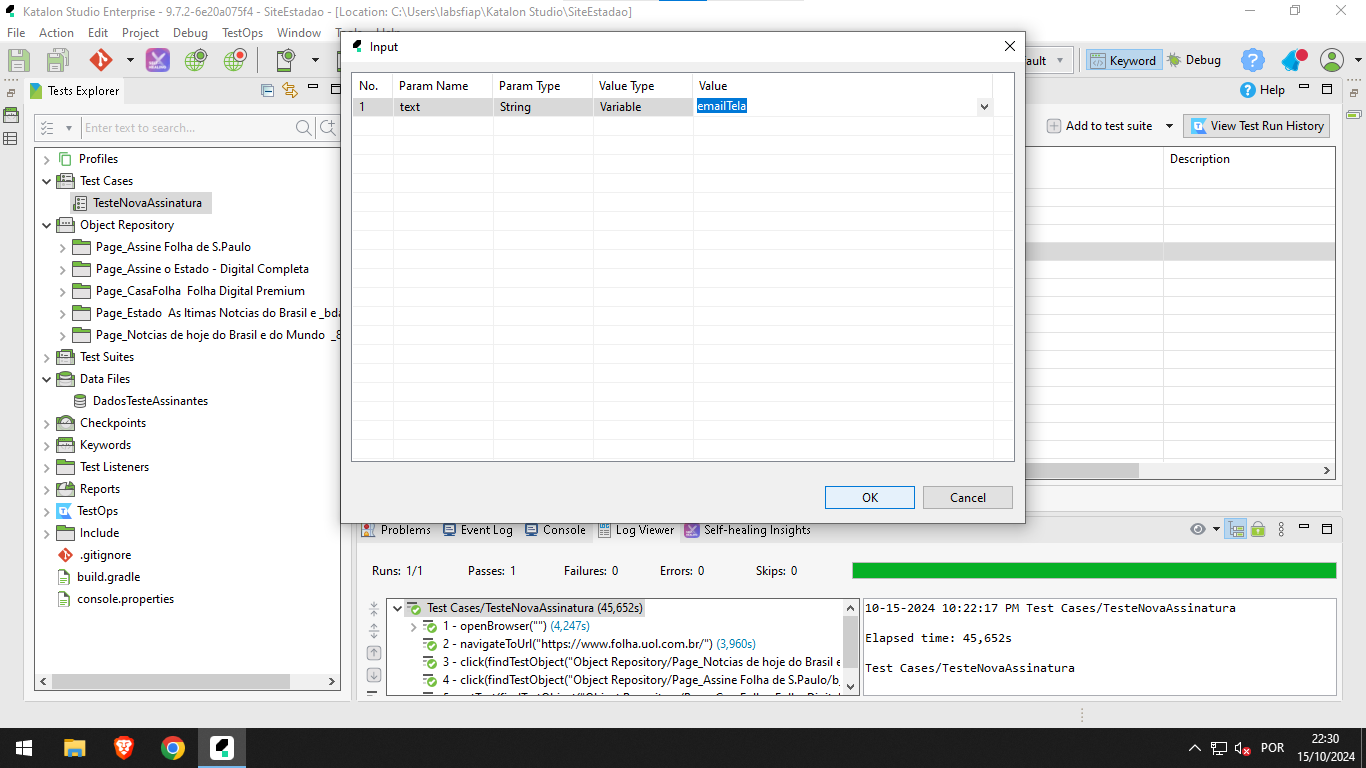 Katalon Studio Enterprise - 9.7.2-6e20a075f4 - SiteEstadao - [Location: C:\Users\labsfiap\Katalon Studio\SiteEstadao]
File Action Edit Project Debug TestOps Window
Keyword Debug
Tests Explorer
Enter text to search...
Profiles
Test Cases
TesteNovaAssinatura
Object Repository
Page_Assine Folha de S.Paulo
Page_Assine o Estado - Digital Completa
Page_CasaFolha Folha Digital Premium
Page_Estado As ltimas Notcias do Brasil e _bda
Page_Notcias de hoje do Brasil e do Mundo _8
Test Suites
Data Files
DadosTesteAssinantes
Checkpoints
Keywords
Test Listeners
Reports
TestOps
Include
.gitignore
build.gradle
console.properties
Input
No. Param Name Param Type Value Type Value
1 text String Variable emailTela
OK Cancel
Help
Add to test suite View Test Run History
Description
Problems Event Log Console Log Viewer Self-healing Insights
Runs: 1/1 Passes: 1 Failures: 0 Errors: 0 Skips: 0
Test Cases/TesteNovaAssinatura (45,652s)
1 - openBrowser("") (4,247s)
2 - navigateToUrl("https://www.folha.uol.com.br/") (3,960s)
3 - click(findTestObject("Object Repository/Page_Notcias de hoje do Brasil e
4 - click(findTestObject("Object Repository/Page_Assine Folha de S.Paulo/b
10-15-2024 10:22:17 PM Test Cases/TesteNovaAssinatura
Elapsed time: 45,652s
Test Cases/TesteNovaAssinatura
POR
22:30
15/10/2024